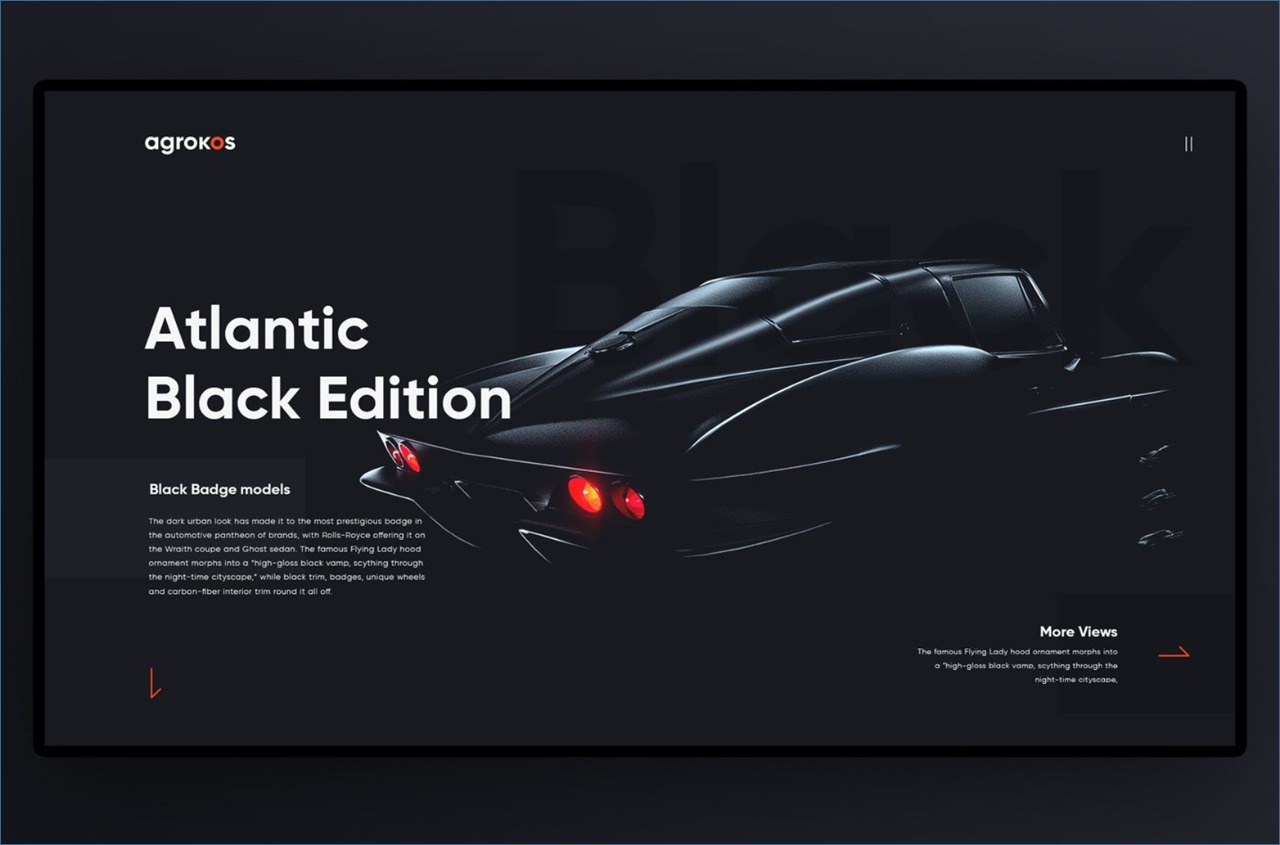 agrokos
Black
Atlantic
Black Edition
Black Badge models
The dark urban look has made it to the most prestigious badge in
the automotive pantheon of brands, with Rolls-Royce offering it on
the Wraith coupe and Ghost sedan. The famous Flying Lady hood
ornament morphs into a "high-gloss black vamp, scything through
the night-time cityscape," while black trim, badges, unique wheels
and carbon-fiber interior trim round it all off.
More Views
The famous Flying Lady hood ornament morphs into
a "high-gloss black vamp, scything through the
night-time cityscape,